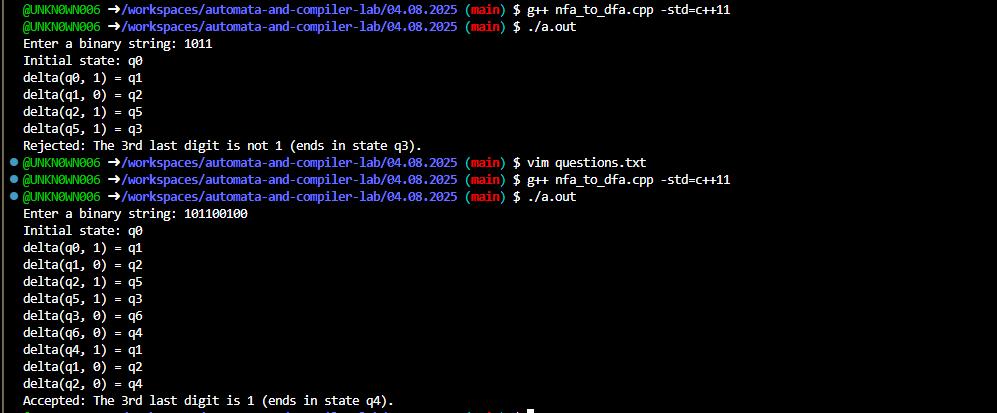 @UNKN0WN006 ➜/workspaces/automata-and-compiler-lab/04.08.2025 (main) $ g++ nfa_to_dfa.cpp -std=c++11
@UNKN0WN006 ➜/workspaces/automata-and-compiler-lab/04.08.2025 (main) $ ./a.out
Enter a binary string: 1011
Initial state: q0
delta(q0, 1) = q1
delta(q1, 0) = q2
delta(q2, 1) = q5
delta(q5, 1) = q3
Rejected: The 3rd last digit is not 1 (ends in state q3).
@UNKN0WN006 ➜/workspaces/automata-and-compiler-lab/04.08.2025 (main) $ vim questions.txt
@UNKN0WN006 ➜/workspaces/automata-and-compiler-lab/04.08.2025 (main) $ g++ nfa_to_dfa.cpp -std=c++11
@UNKN0WN006 ➜/workspaces/automata-and-compiler-lab/04.08.2025 (main) $ ./a.out
Enter a binary string: 101100100
Initial state: q0
delta(q0, 1) = q1
delta(q1, 0) = q2
delta(q2, 1) = q5
delta(q5, 1) = q3
delta(q3, 0) = q6
delta(q6, 0) = q4
delta(q4, 1) = q1
delta(q1, 0) = q2
delta(q2, 0) = q4
Accepted: The 3rd last digit is 1 (ends in state q4).